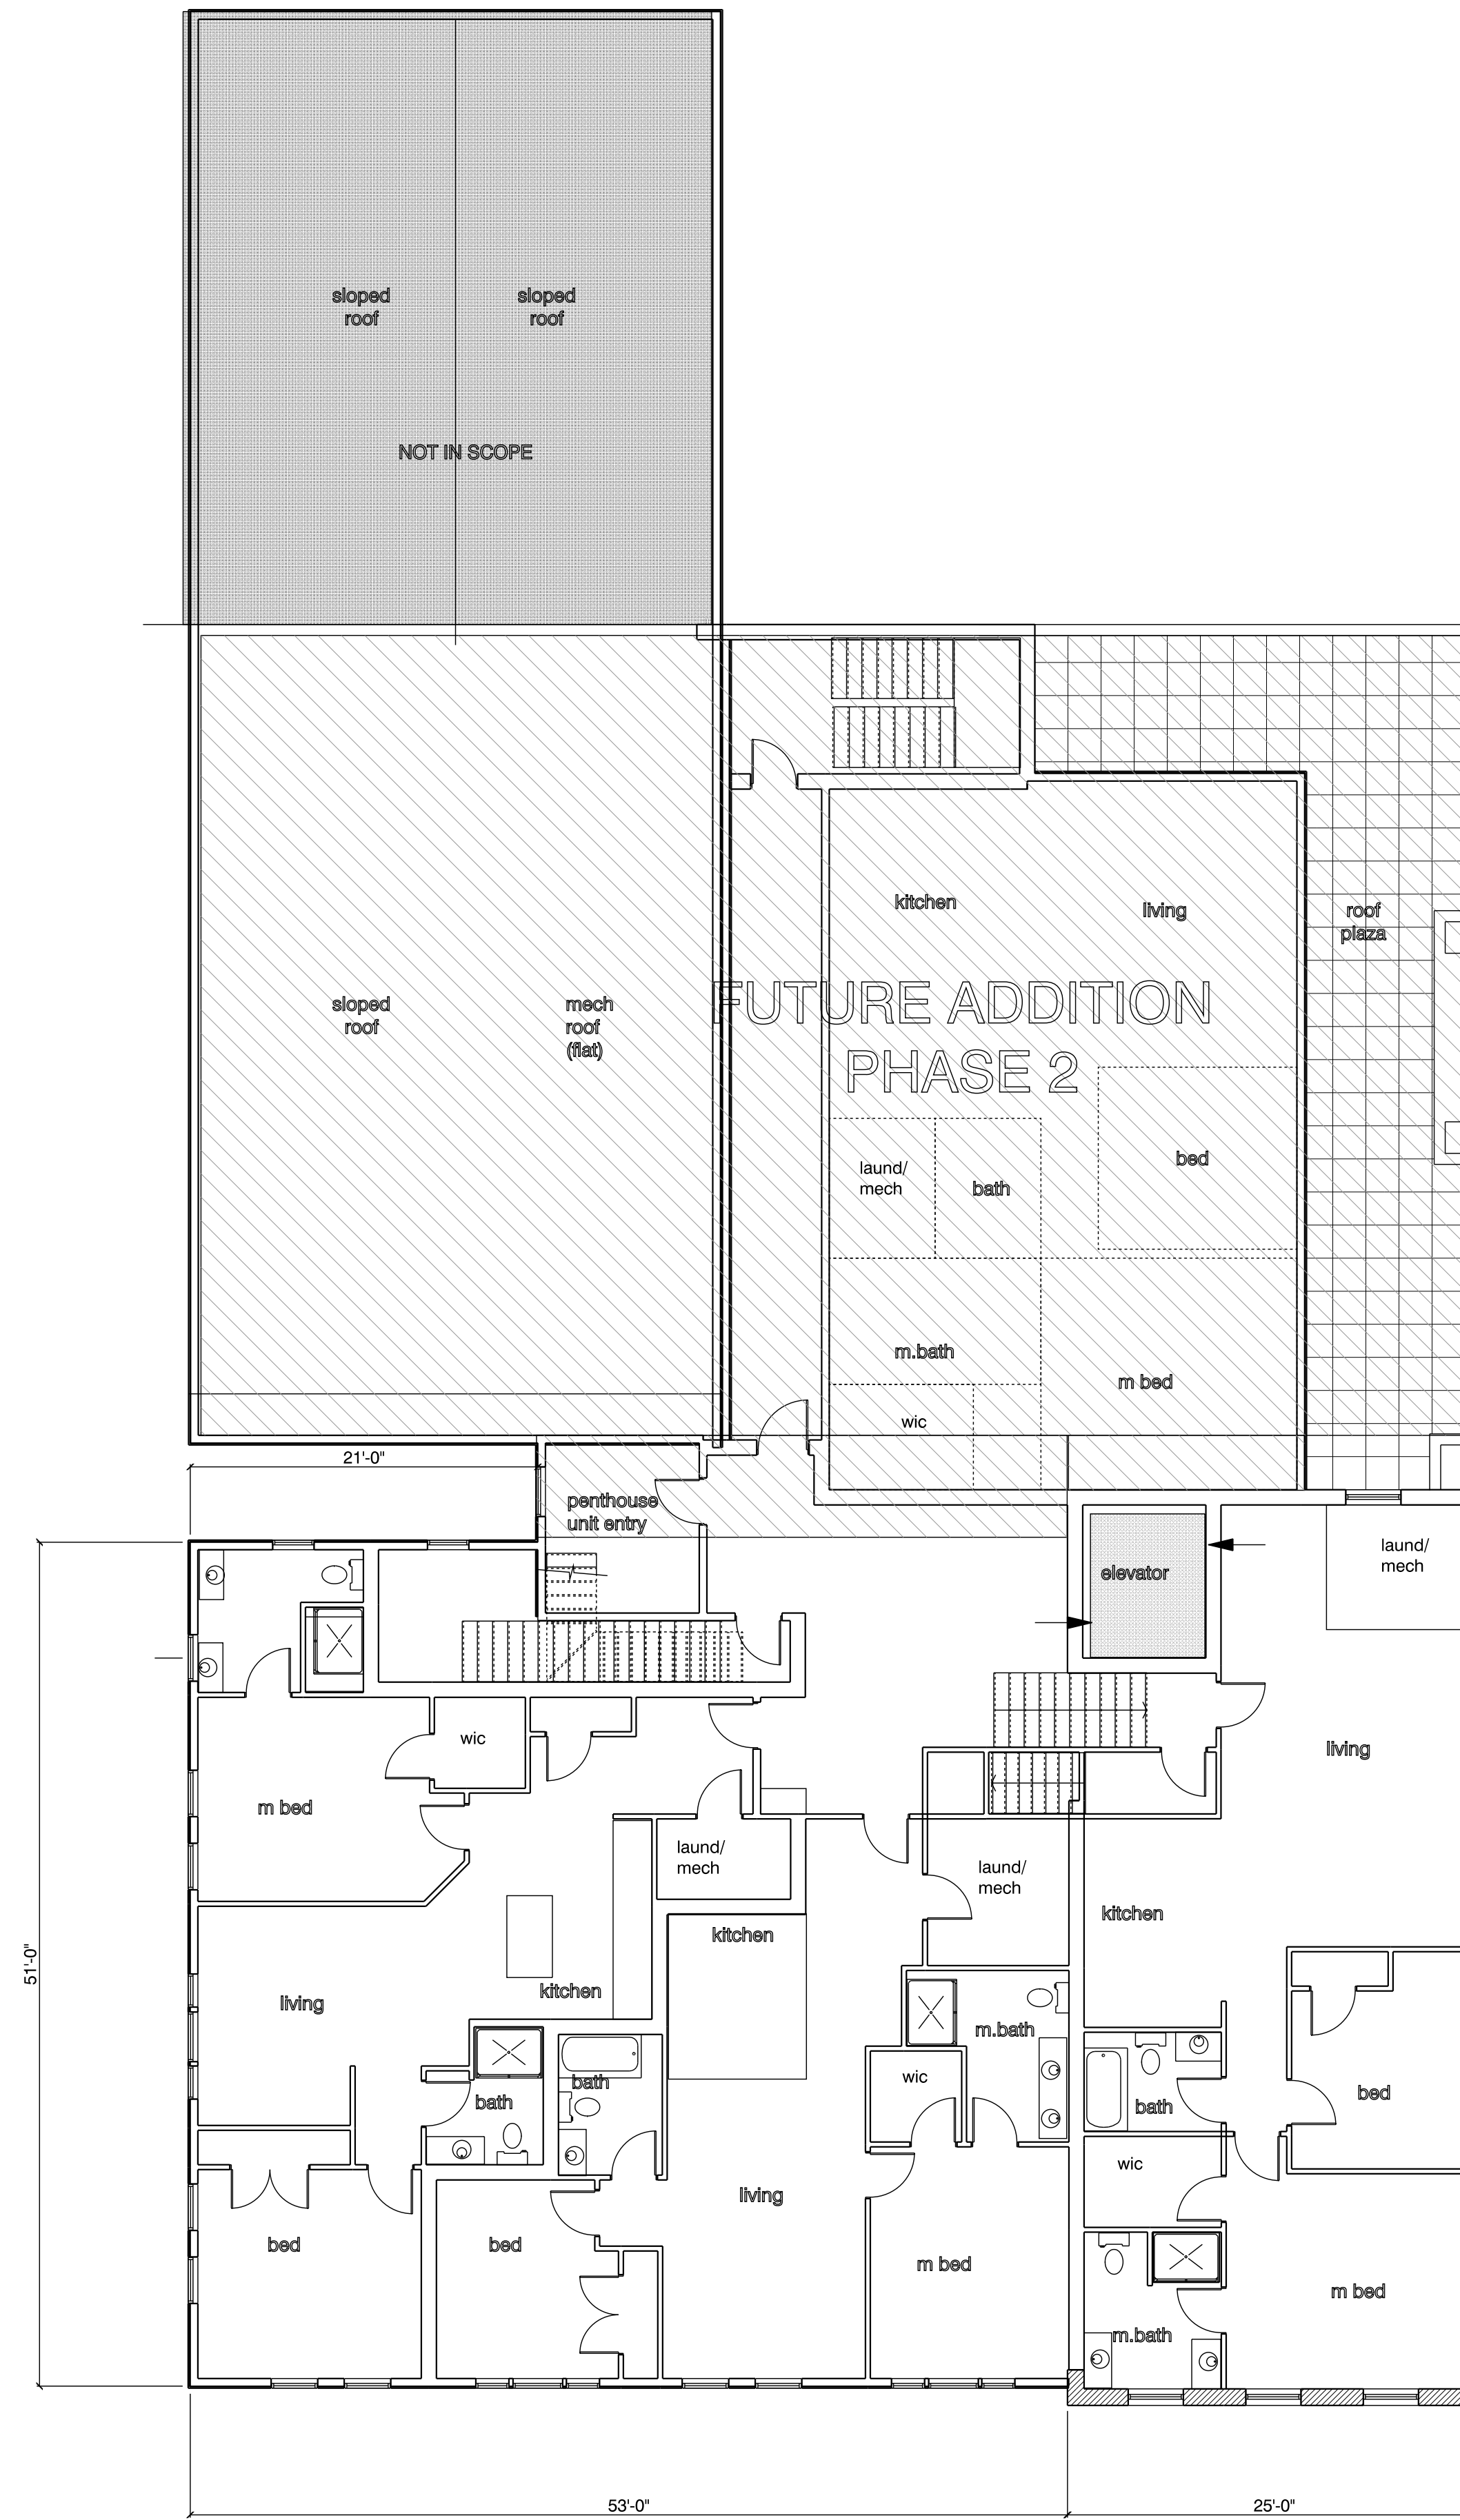 sloped
roof
sloped
roof
NOT IN SCOPE
kitchen
living
roof
plaza
sloped
roof
mech
roof
(flat)
FUTURE ADDITION
PHASE 2
laund/
mech
bath
bed
m.bath
m bed
wic
21'-0"
penthouse
unit entry
elevator
laund/
mech
wic
living
m bed
laund/
mech
laund/
mech
kitchen
kitchen
kitchen
living
m.bath
wic
bath
bath
bath
bed
wic
living
bed
bed
m bed
m bed
m.bath
51'-0"
53'-0"
25'-0"